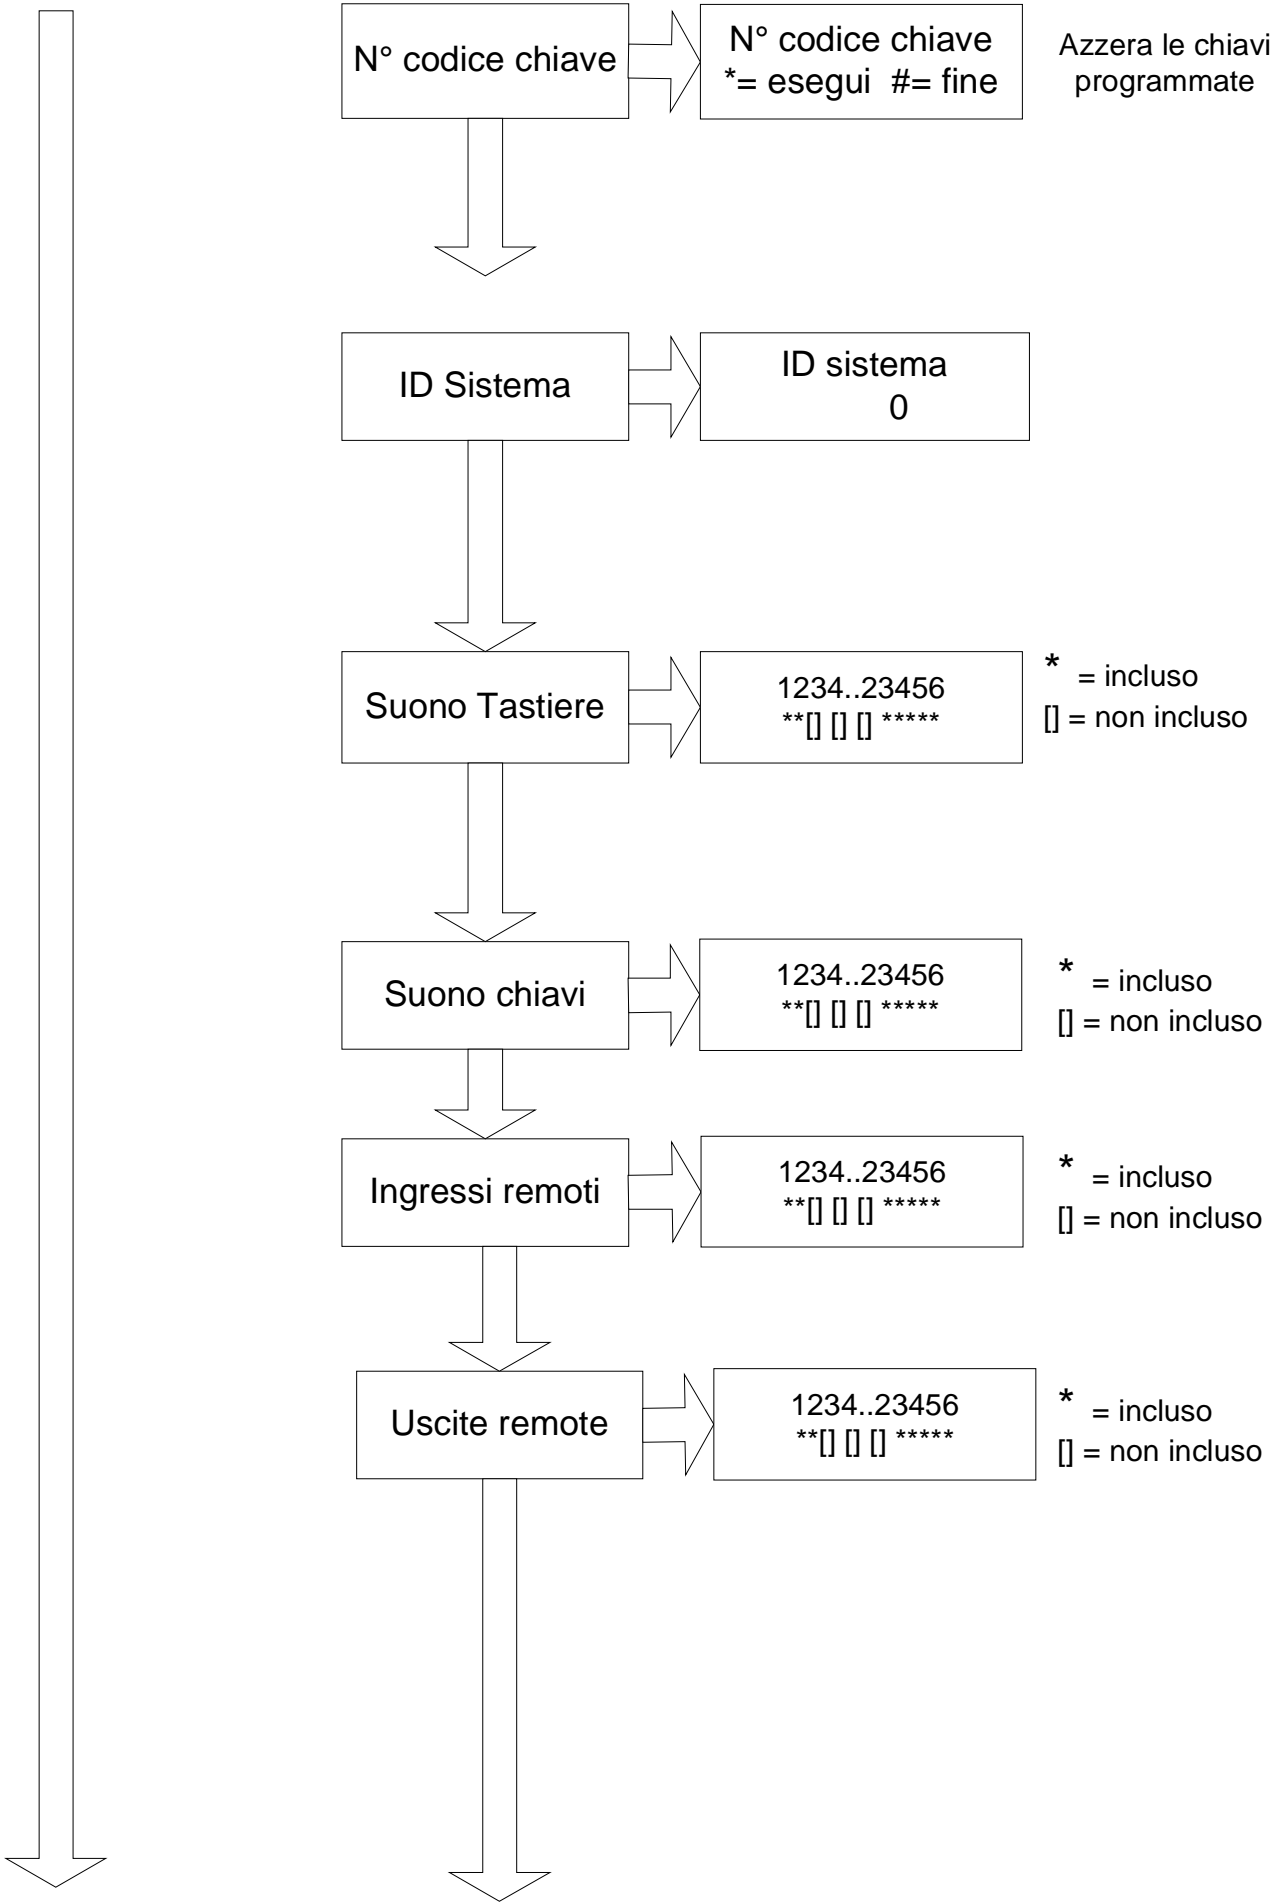 N° codice chiave
N° codice chiave
*= esegui #= fine
Azzera le chiavi
programmate
ID Sistema
ID sistema
0
Suono Tastiere
1234..23456
**[] [] [] *****
* = incluso
[] = non incluso
Suono chiavi
1234..23456
**[] [] [] *****
* = incluso
[] = non incluso
Ingressi remoti
1234..23456
**[] [] [] *****
* = incluso
[] = non incluso
Uscite remote
1234..23456
**[] [] [] *****
* = incluso
[] = non incluso